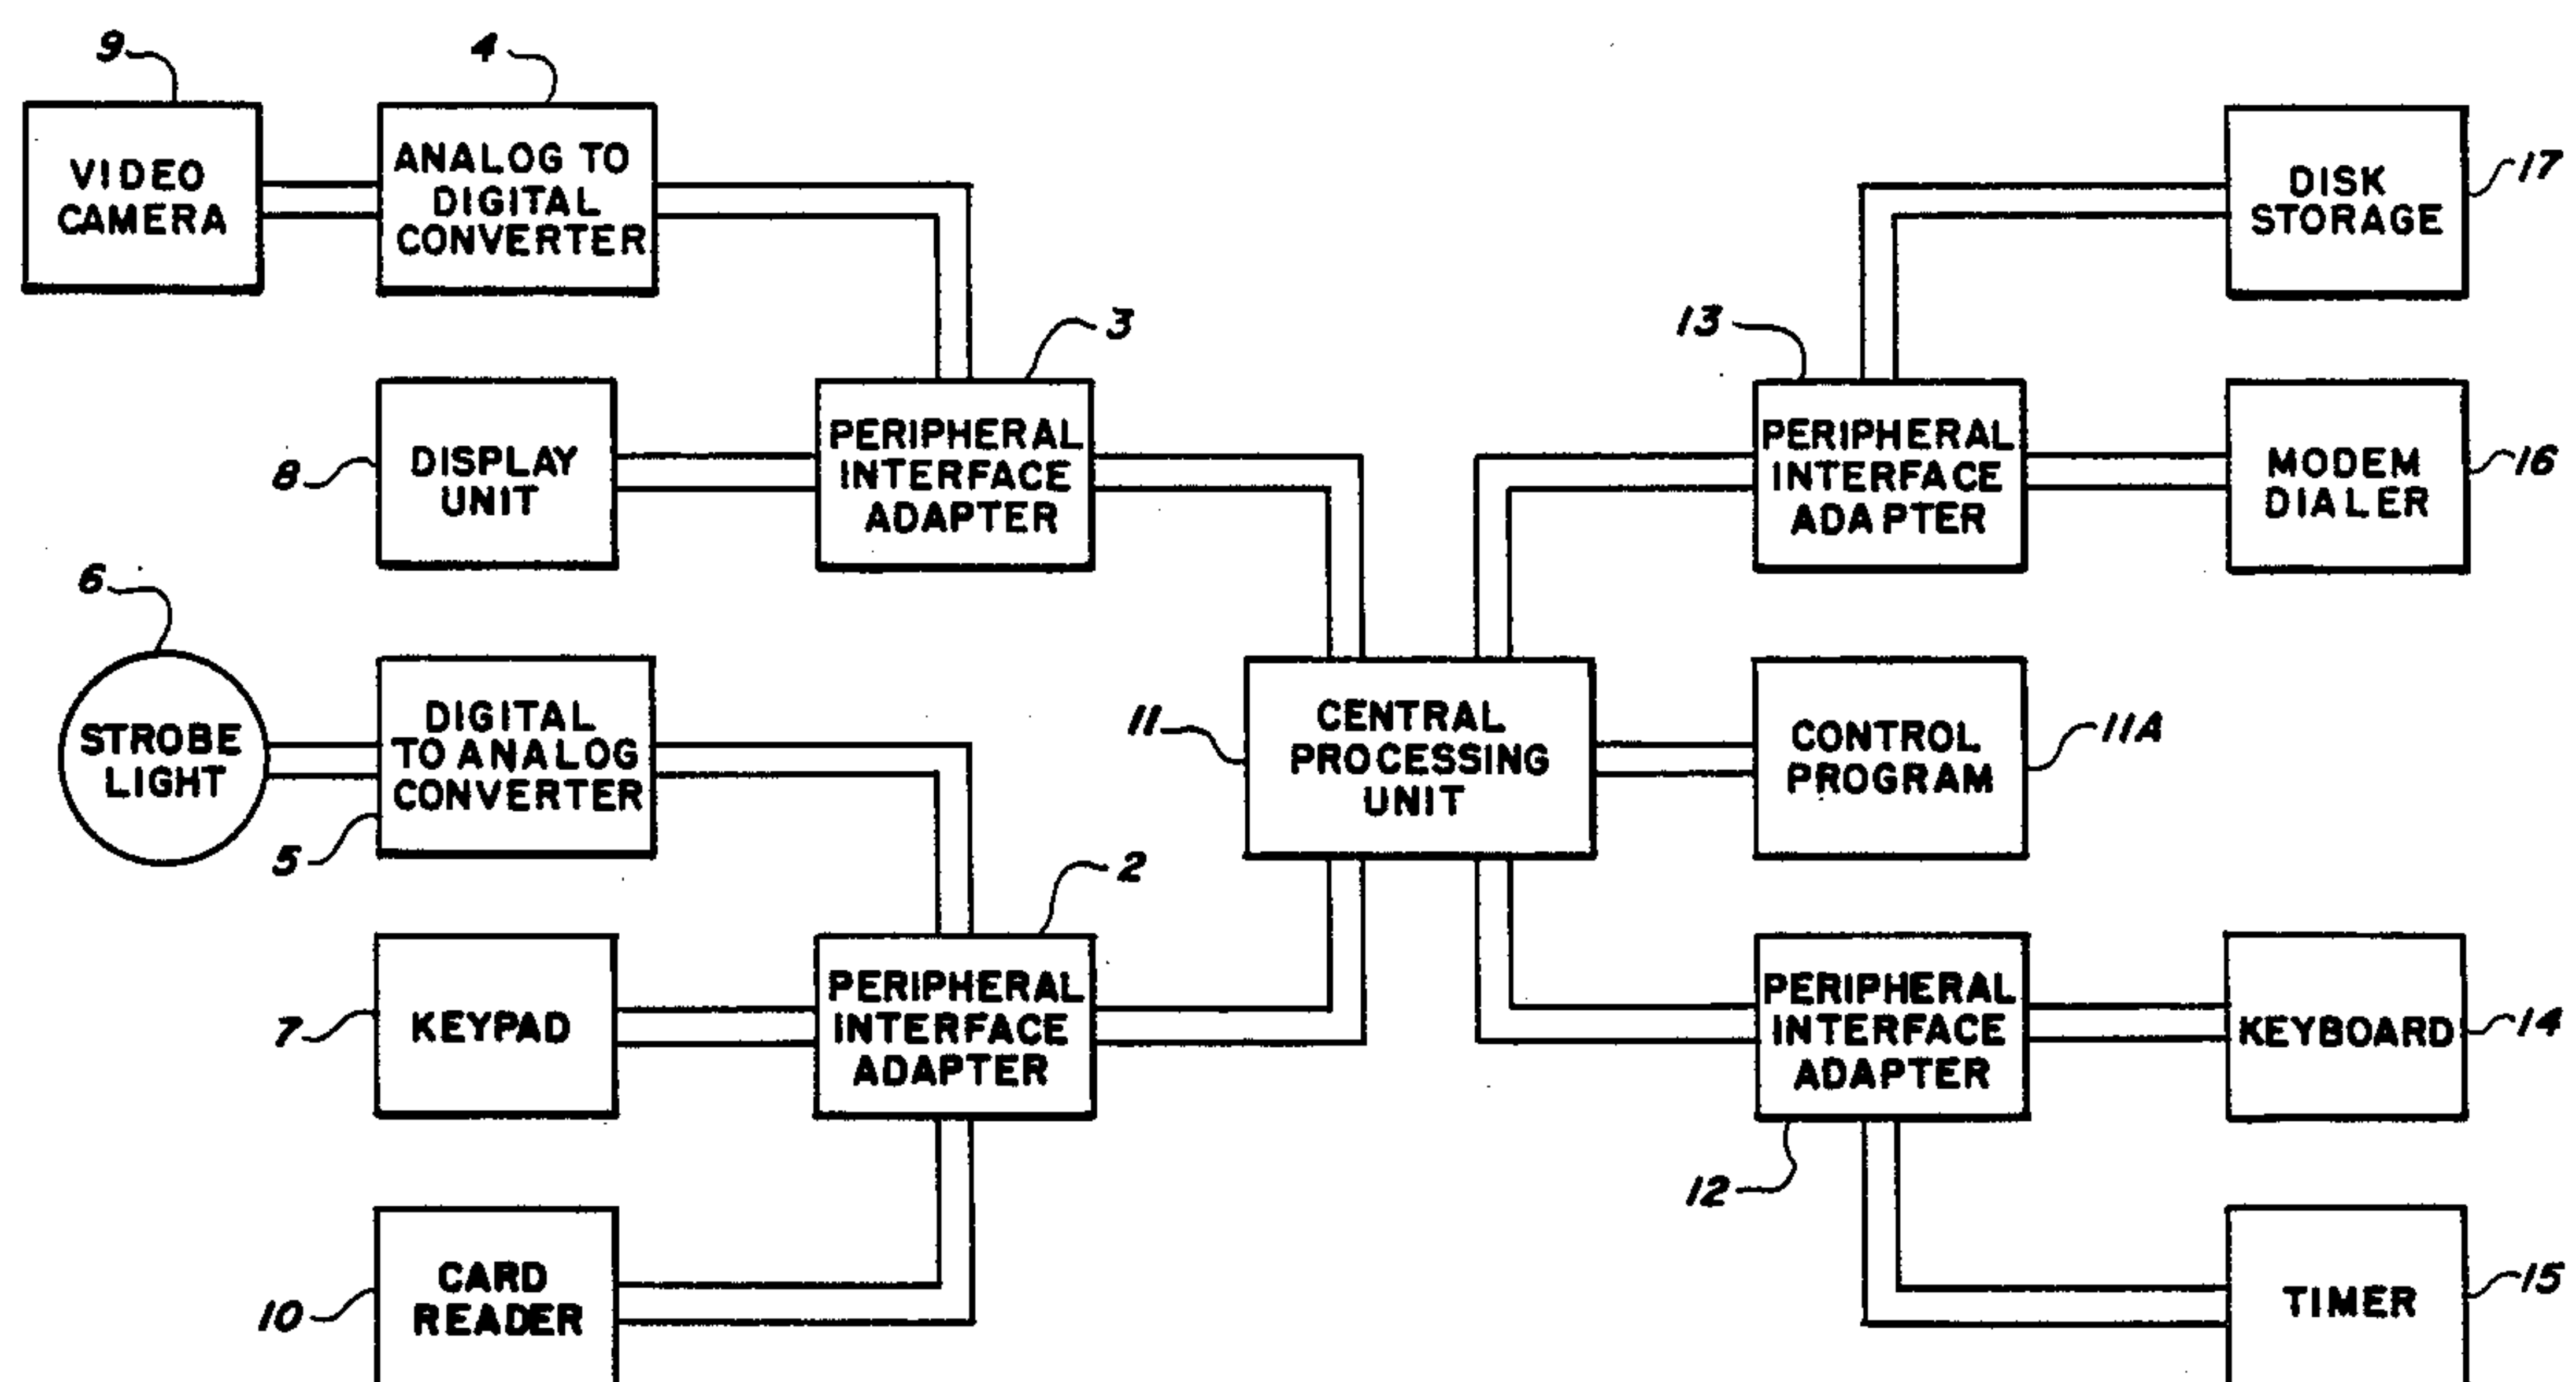 9
4
VIDEO
CAMERA
ANALOG TO
DIGITAL
CONVERTER
DISK
STORAGE
17
3
13
8
DISPLAY
UNIT
PERIPHERAL
INTERFACE
ADAPTER
PERIPHERAL
INTERFACE
ADAPTER
MODEM
DIALER
16
6
STROBE
LIGHT
DIGITAL
TO ANALOG
CONVERTER
5
11
CENTRAL
PROCESSING
UNIT
CONTROL
PROGRAM
11A
2
7
KEYPAD
PERIPHERAL
INTERFACE
ADAPTER
PERIPHERAL
INTERFACE
ADAPTER
KEYBOARD
14
12
10
CARD
READER
TIMER
15